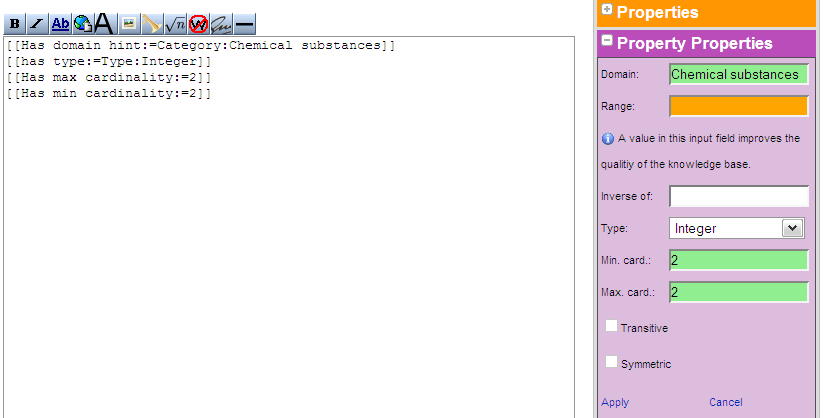 B I Ab A √n W
[[Has domain hint:=Category:Chemical substances]]
[[has type:=Type:Integer]]
[[Has max cardinality:=2]]
[[Has min cardinality:=2]]
Properties
Property Properties
Domain: Chemical substances
Range:
A value in this input field improves the
qualitiy of the knowledge base.
Inverse of:
Type: Integer
Min. card.: 2
Max. card.: 2
Transitive
Symmetric
Apply Cancel